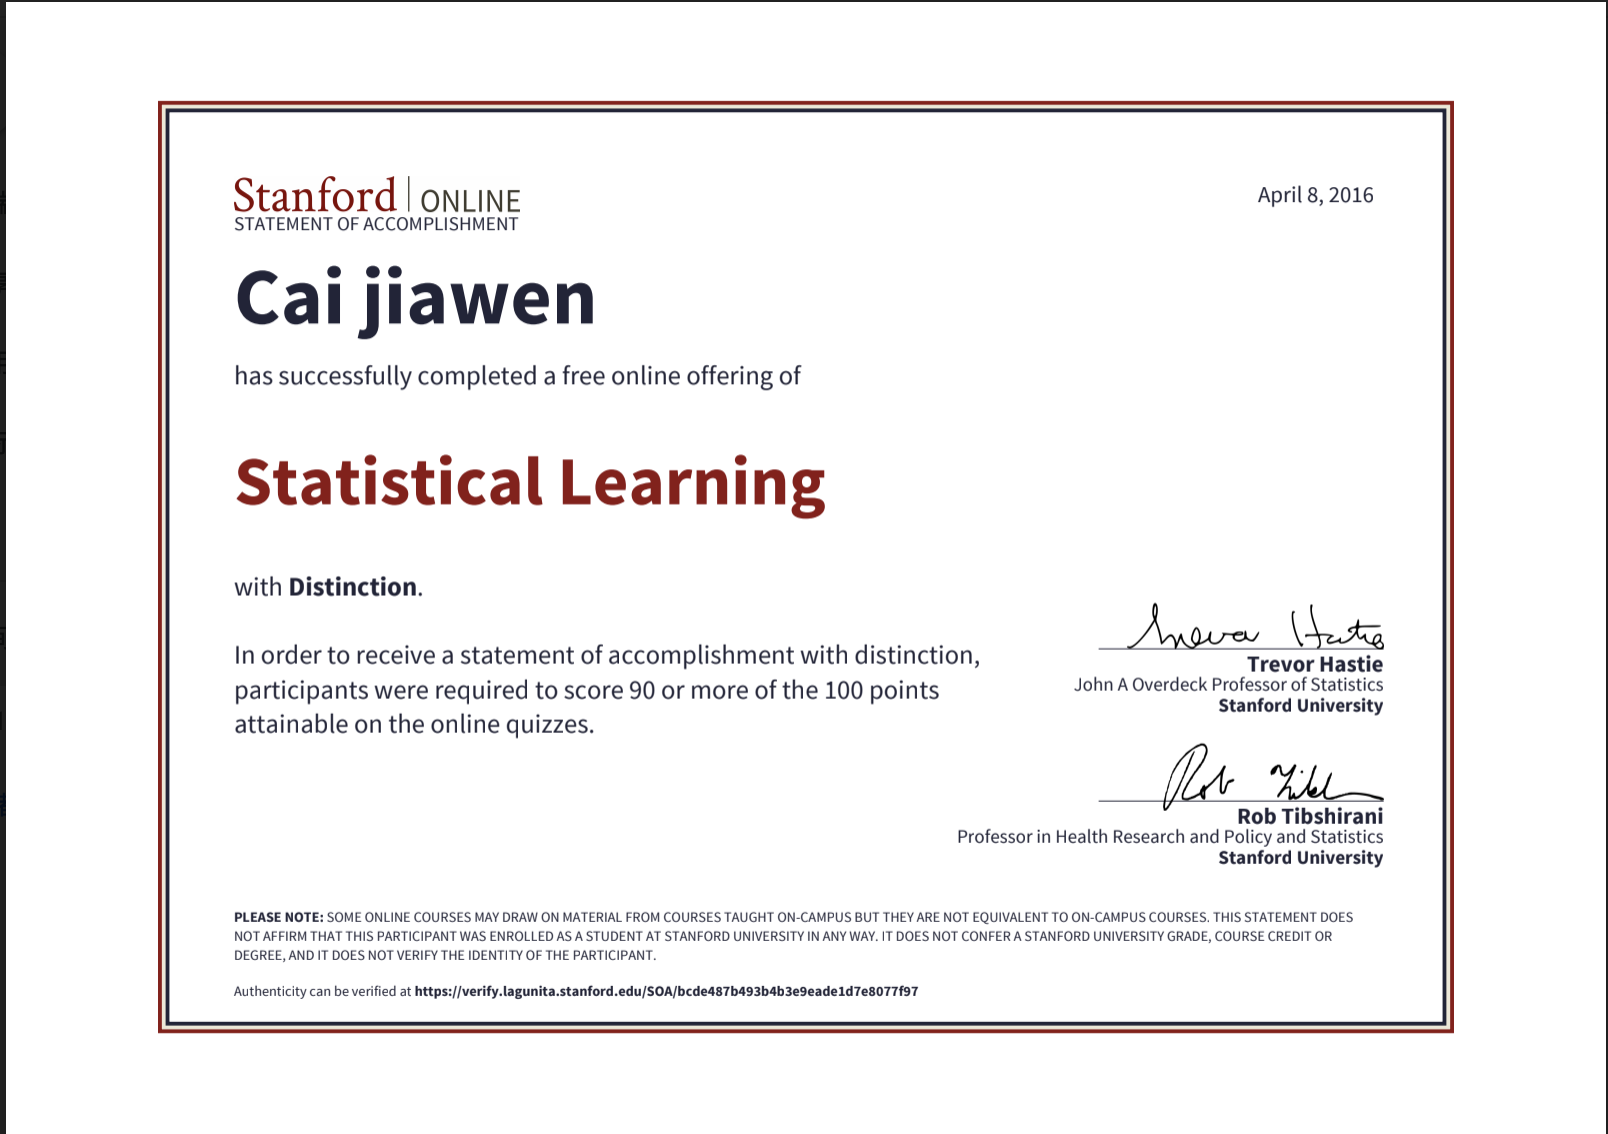 Stanford | ONLINE
STATEMENT OF ACCOMPLISHMENT
April 8, 2016
Cai jiawen
has successfully completed a free online offering of
Statistical Learning
with Distinction.
In order to receive a statement of accomplishment with distinction,
participants were required to score 90 or more of the 100 points
attainable on the online quizzes.
Trevor Hastie
Trevor Hastie
John A Overdeck Professor of Statistics
Stanford University
Rob Tibshirani
Professor in Health Research and Policy and Statistics
Stanford University
PLEASE NOTE: SOME ONLINE COURSES MAY DRAW ON MATERIAL FROM COURSES TAUGHT ON-CAMPUS BUT THEY ARE NOT EQUIVALENT TO ON-CAMPUS COURSES. THIS STATEMENT DOES
NOT AFFIRM THAT THIS PARTICIPANT WAS ENROLLED AS A STUDENT AT STANFORD UNIVERSITY IN ANY WAY. IT DOES NOT CONFER A STANFORD UNIVERSITY GRADE, COURSE CREDIT OR
DEGREE, AND IT DOES NOT VERIFY THE IDENTITY OF THE PARTICIPANT.
Authenticity can be verified at https://verify.lagunita.stanford.edu/SOA/bcde487b493b4b3e9eade1d7e8077f97